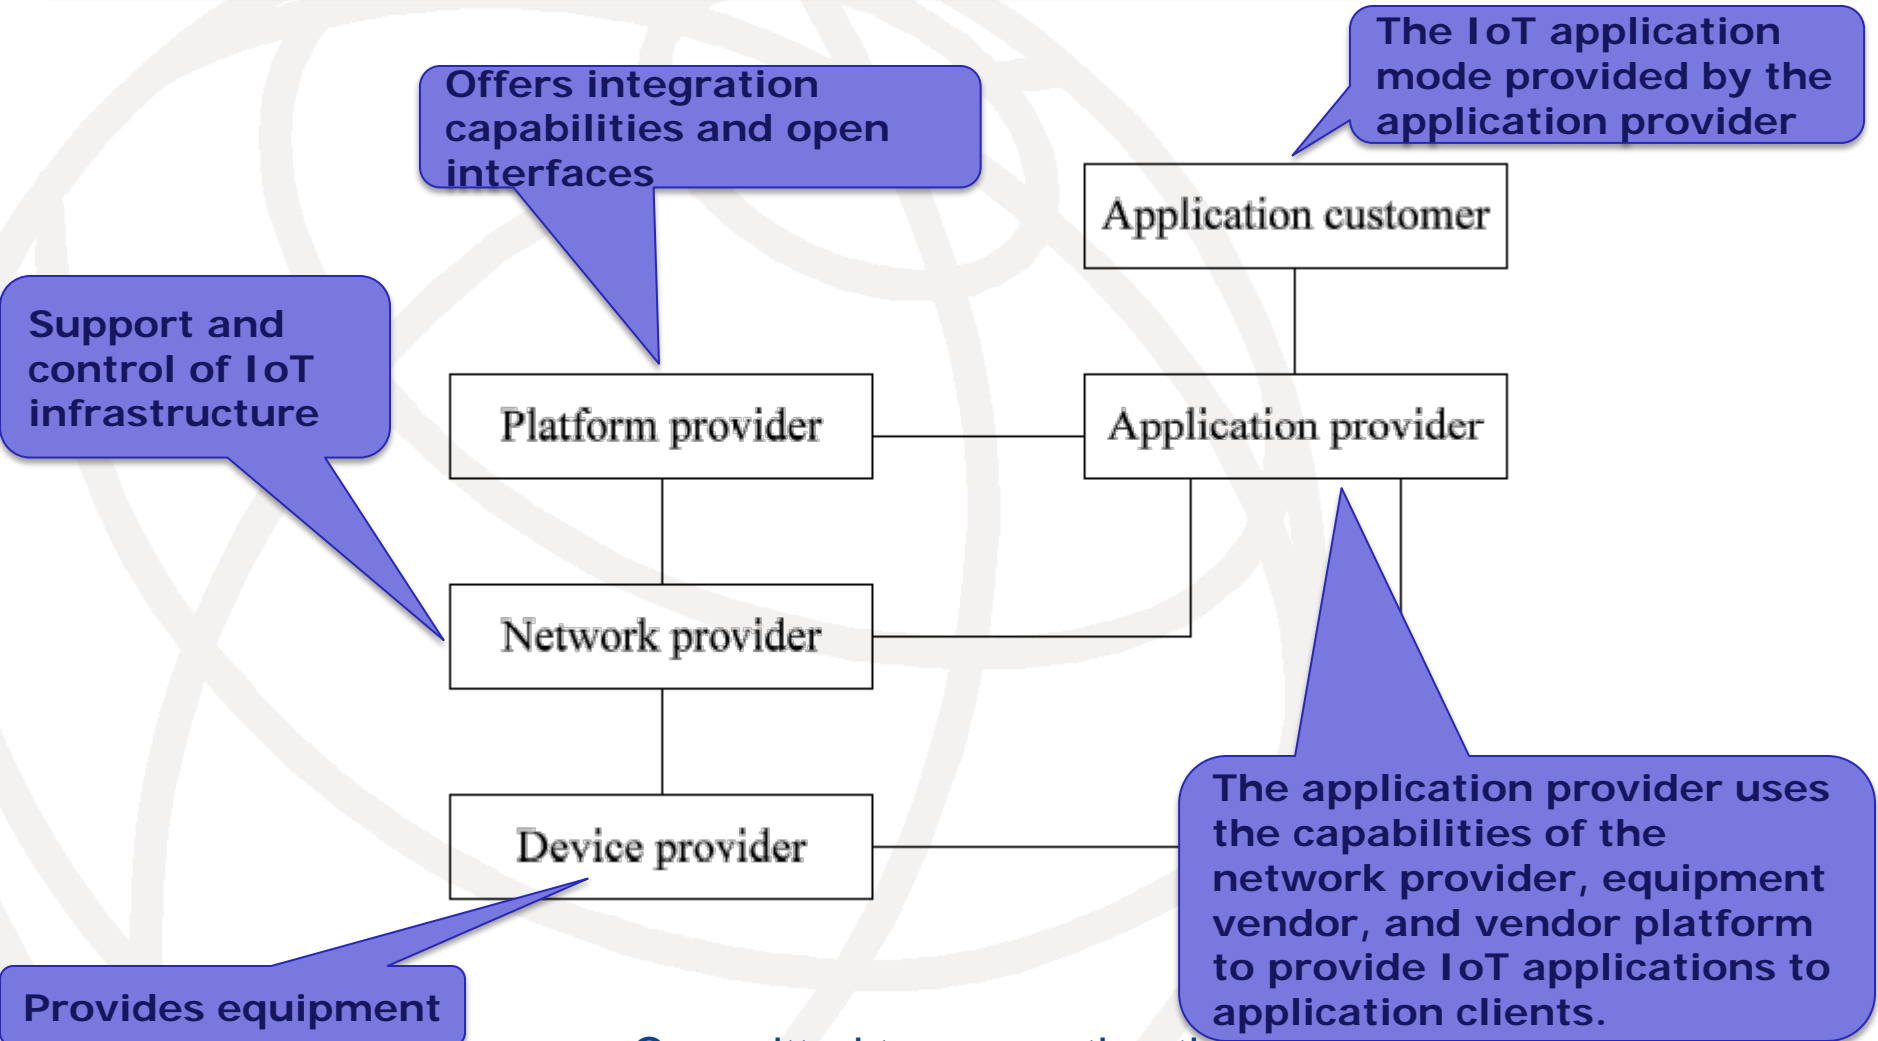 The IoT application
mode provided by the
application provider
Offers integration
capabilities and open
interfaces
Application customer
Support and
control of IoT
infrastructure
Platform provider
Application provider
Network provider
Device provider
The application provider uses
the capabilities of the
network provider, equipment
vendor, and vendor platform
to provide IoT applications to
application clients.
Provides equipment